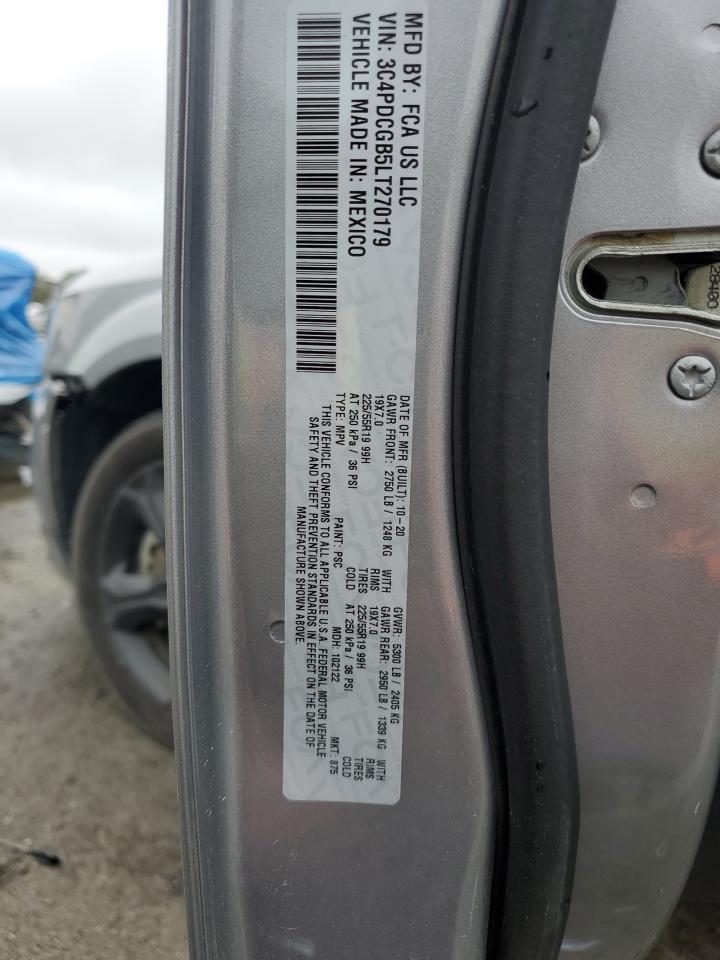 MFD BY: FCA US LLC
VIN: 3C4PDCGB5LT270179
VEHICLE MADE IN: MEXICO
DATE OF MFR (BUILT): 10-20 GVWR: 5300 LB / 2405 KG
GAWR FRONT: 2750 LB / 1248 KG WITH GAWR REAR: 2950 LB / 1339 KG WITH
19X7.0 RIMS 19X7.0 RIMS
225/55R19 99H TIRES 225/55R19 99H TIRES
AT 250 kPa / 36 PSI COLD AT 250 kPa / 36 PSI COLD
TYPE: MPV PAINT: PSC MDH: 102122 MKT: 875
THIS VEHICLE CONFORMS TO ALL APPLICABLE U.S.A. FEDERAL MOTOR VEHICLE
SAFETY AND THEFT PREVENTION STANDARDS IN EFFECT ON THE DATE OF
MANUFACTURE SHOWN ABOVE.